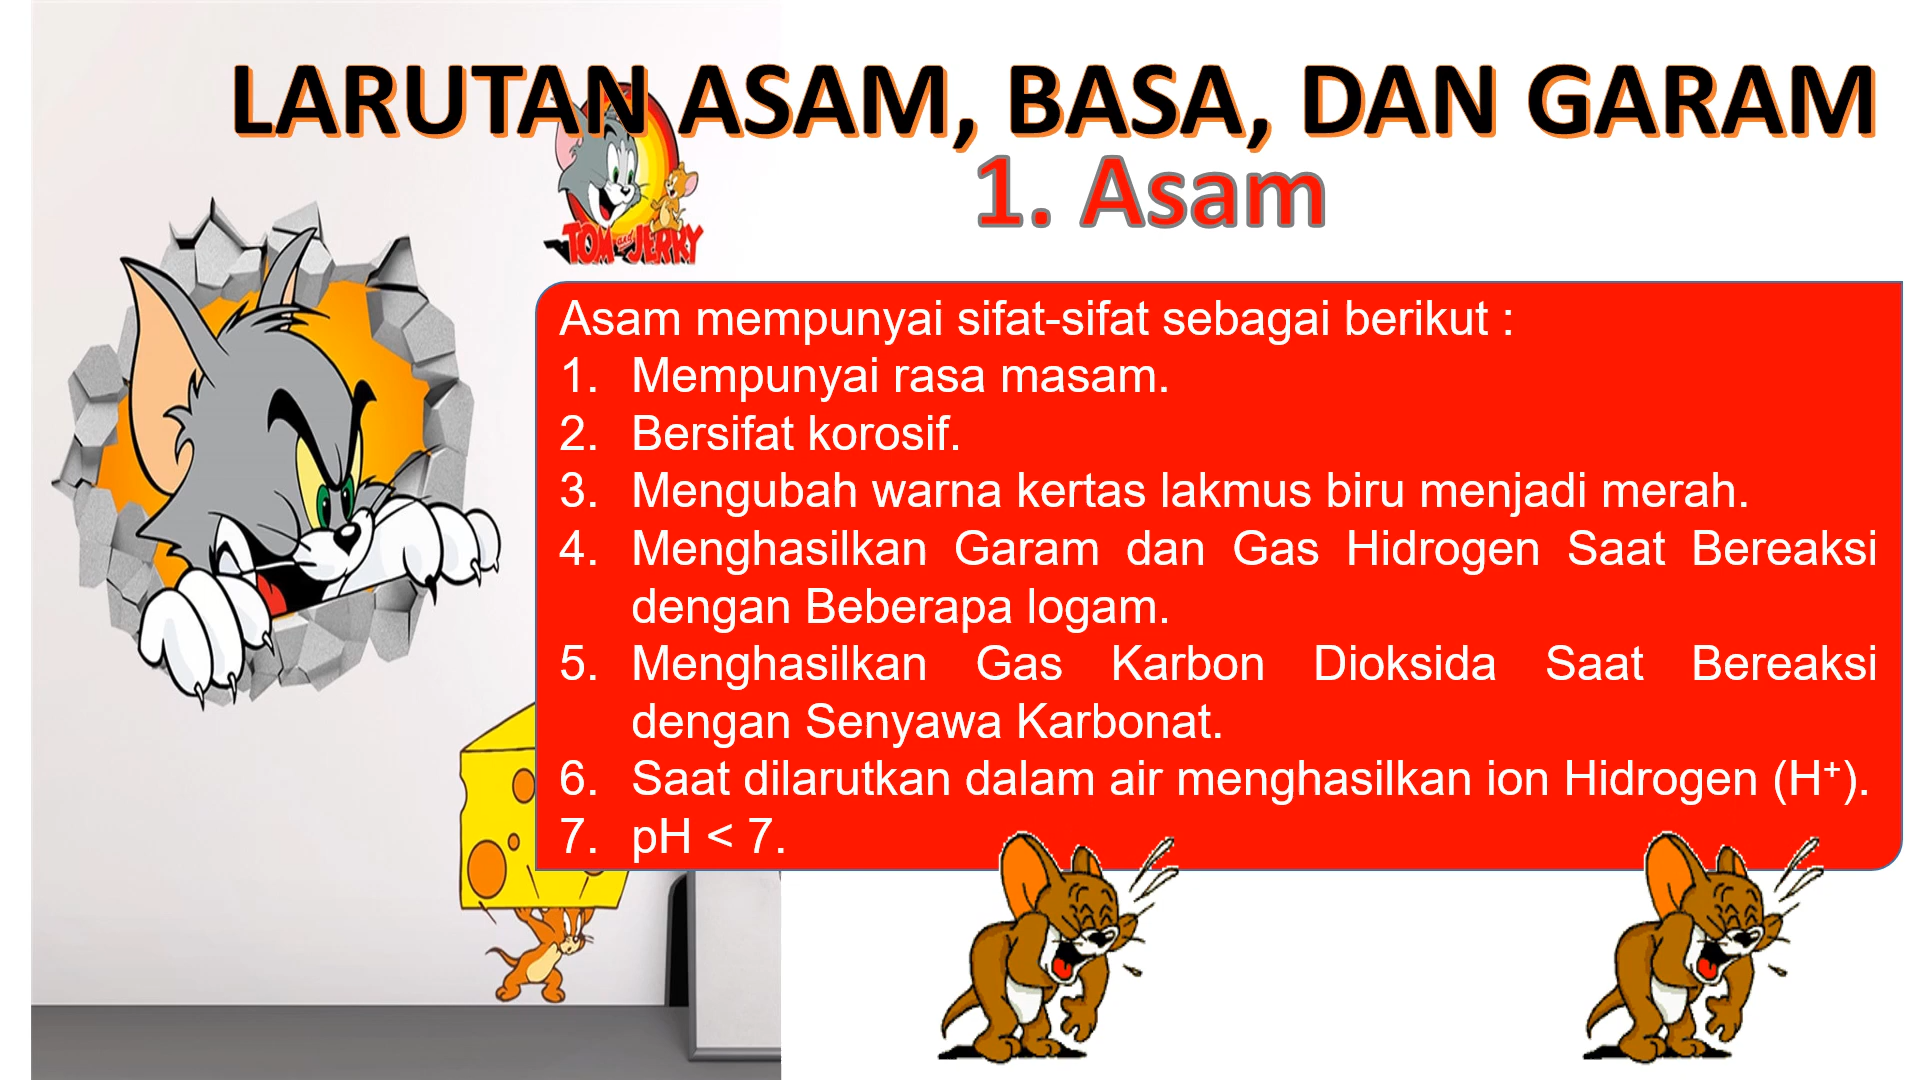 LARUTAN ASAM, BASA, DAN GARAM
1. Asam
TOM and JERRY
Asam mempunyai sifat-sifat sebagai berikut :
1. Mempunyai rasa masam.
2. Bersifat korosif.
3. Mengubah warna kertas lakmus biru menjadi merah.
4. Menghasilkan Garam dan Gas Hidrogen Saat Bereaksi
dengan Beberapa logam.
5. Menghasilkan Gas Karbon Dioksida Saat Bereaksi
dengan Senyawa Karbonat.
6. Saat dilarutkan dalam air menghasilkan ion Hidrogen (H⁺).
7. pH < 7.